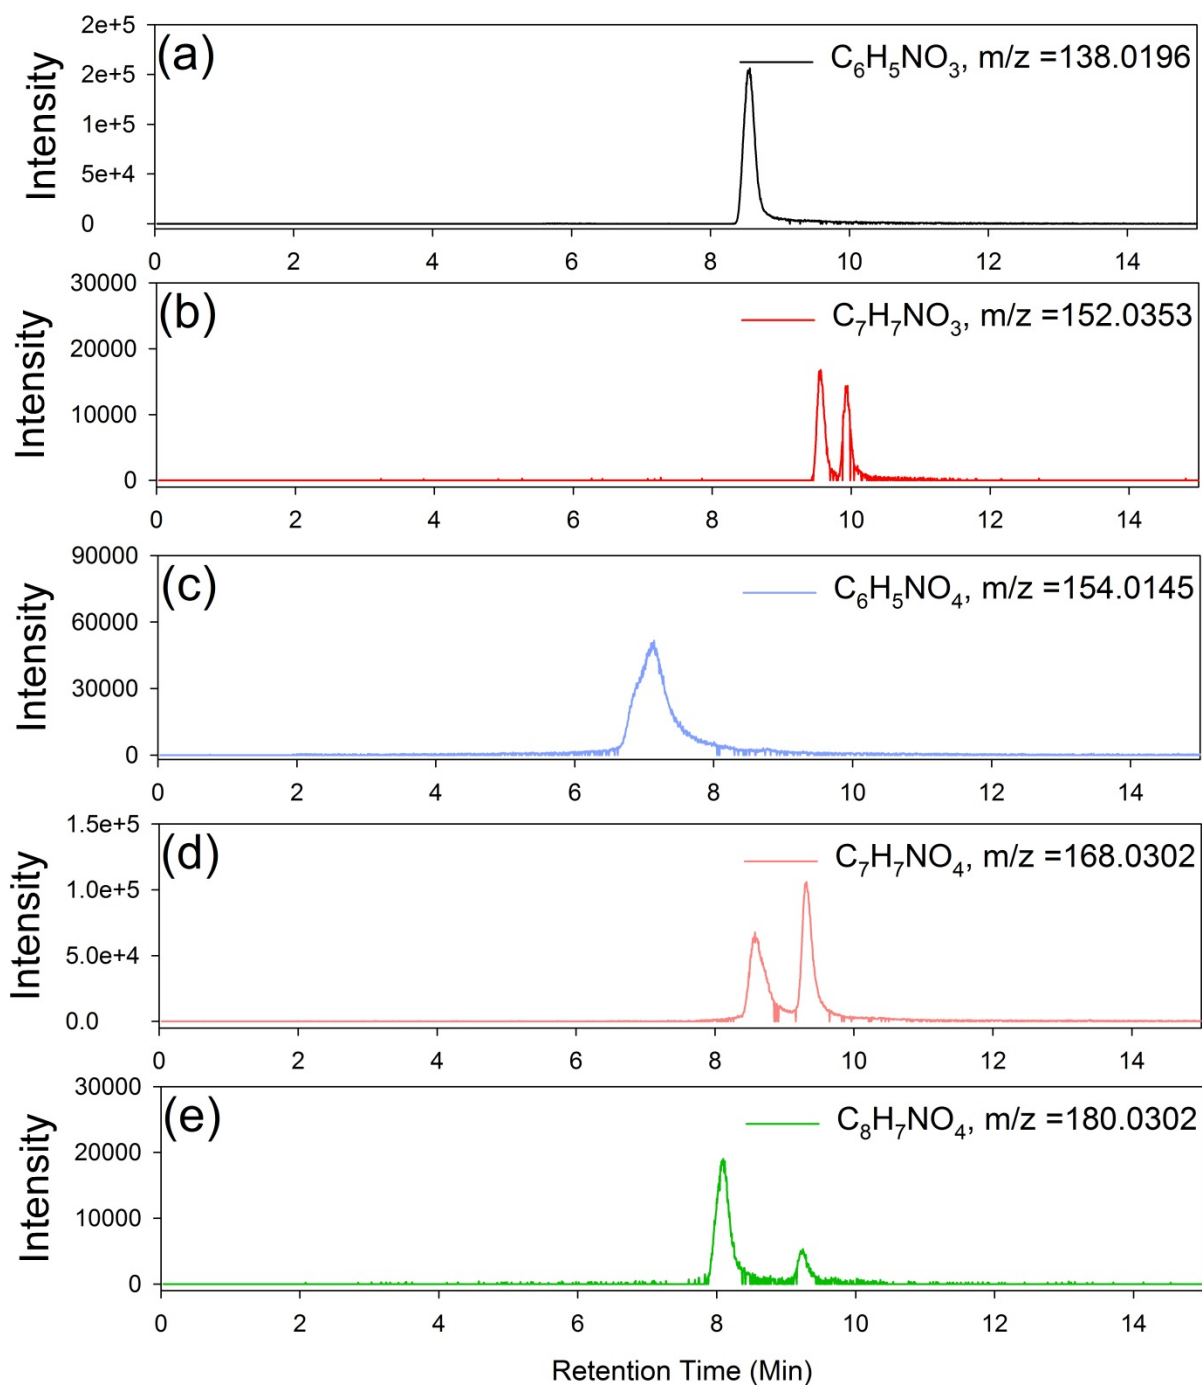 (a)
C₆H₅NO₃, m/z =138.0196
Intensity
2e+5
2e+5
1e+5
5e+4
0
0 2 4 6 8 10 12 14
(b)
C₇H₇NO₃, m/z =152.0353
Intensity
30000
20000
10000
0
0 2 4 6 8 10 12 14
(c)
C₆H₅NO₄, m/z =154.0145
Intensity
90000
60000
30000
0
0 2 4 6 8 10 12 14
(d)
C₇H₇NO₄, m/z =168.0302
Intensity
1.5e+5
1.0e+5
5.0e+4
0.0
0 2 4 6 8 10 12 14
(e)
C₈H₇NO₄, m/z =180.0302
Intensity
30000
20000
10000
0
0 2 4 6 8 10 12 14
Retention Time (Min)